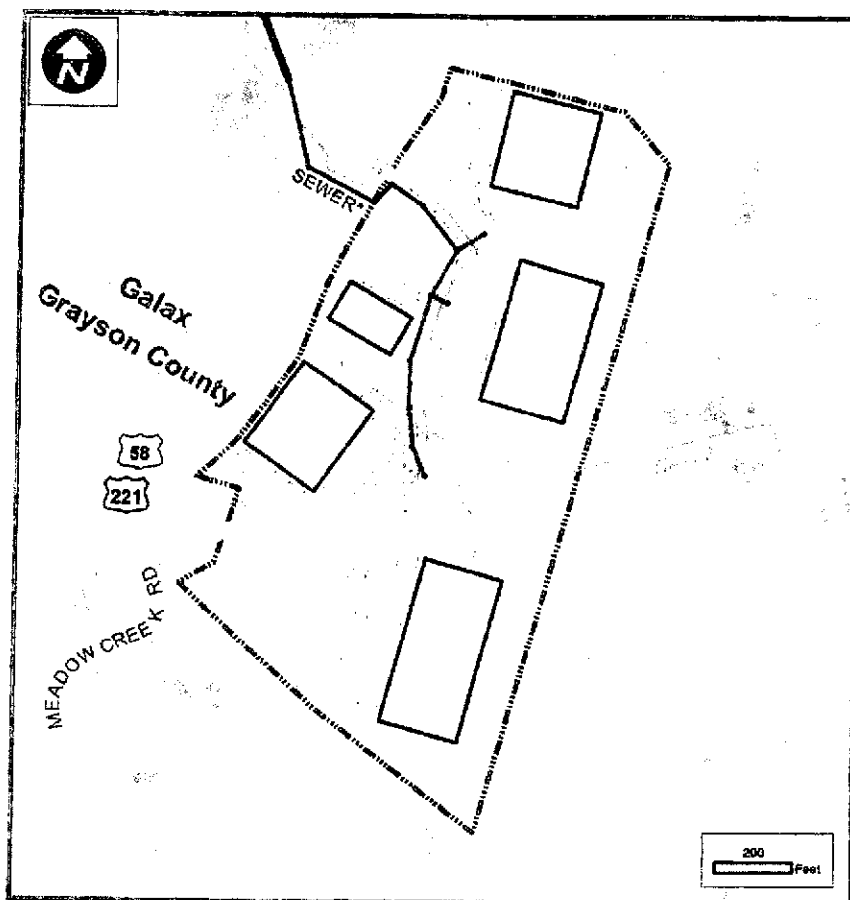 N
SEWER*
Galax
Grayson County
58
221
MEADOW CREEK RD
200
Feet